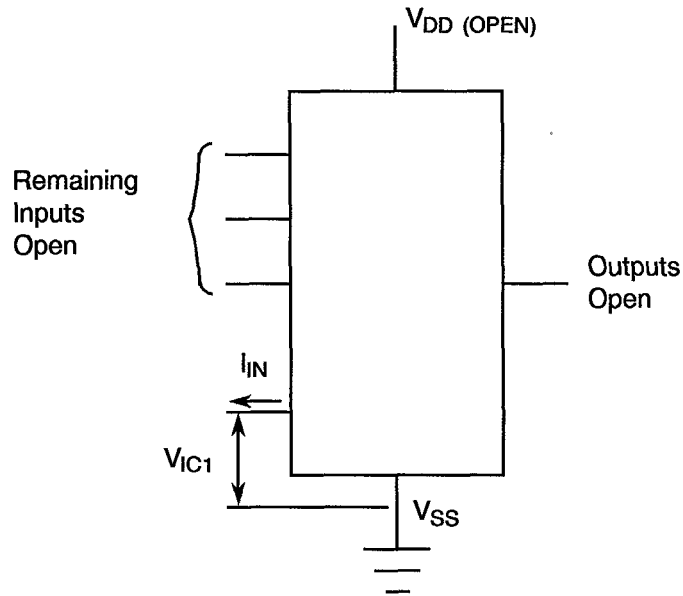 VDD (OPEN)
Remaining
Inputs
Open
Outputs
Open
IIN
VIC1
VSS